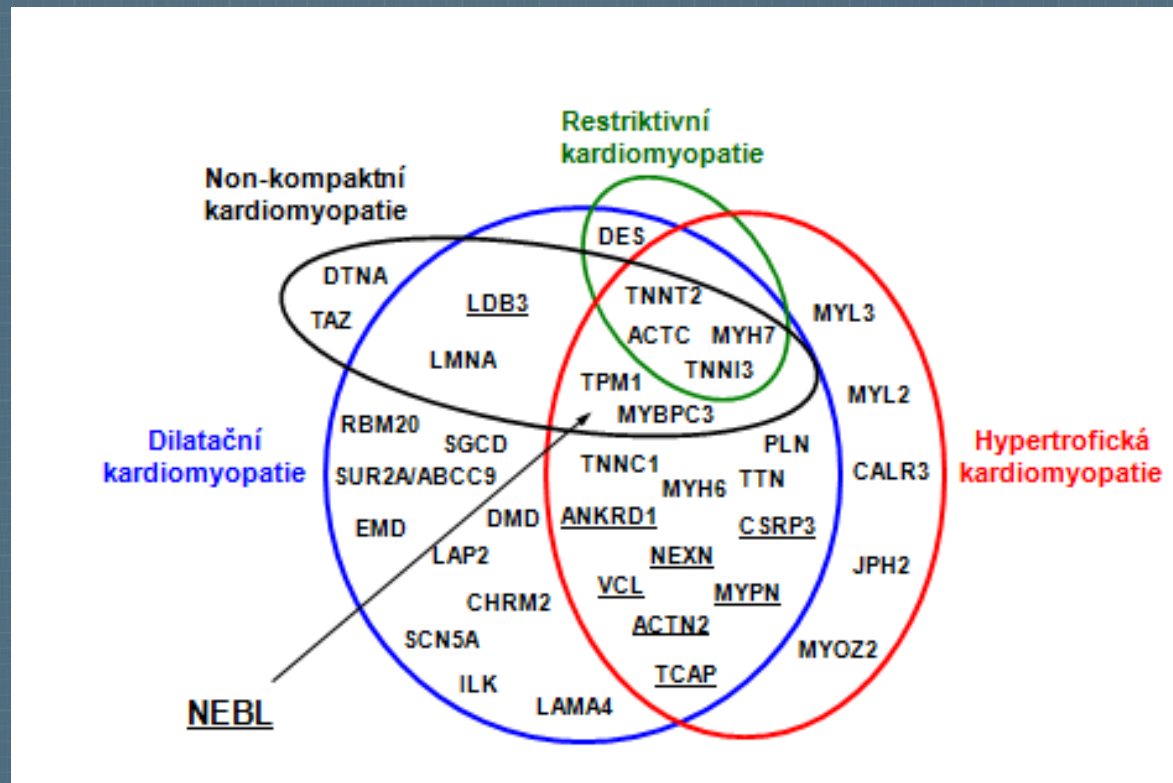 Restriktivní
kardiomyopatie
Non-kompaktní
kardiomyopatie
DES
DTNA
LDB3
TNNT2
TAZ
MYL3
ACTC MYH7
LMNA
TNNI3
TPM1
MYL2
MYBPC3
RBM20
Dilatační
kardiomyopatie
SGCD
PLN
Hypertrofická
kardiomyopatie
TNNC1
SUR2A/ABCC9
TTN
CALR3
MYH6
DMD
ANKRD1
CSRP3
EMD
LAP2
NEXN
JPH2
VCL
MYPN
CHRM2
ACTN2
SCN5A
MYOZ2
TCAP
ILK
LAMA4
NEBL